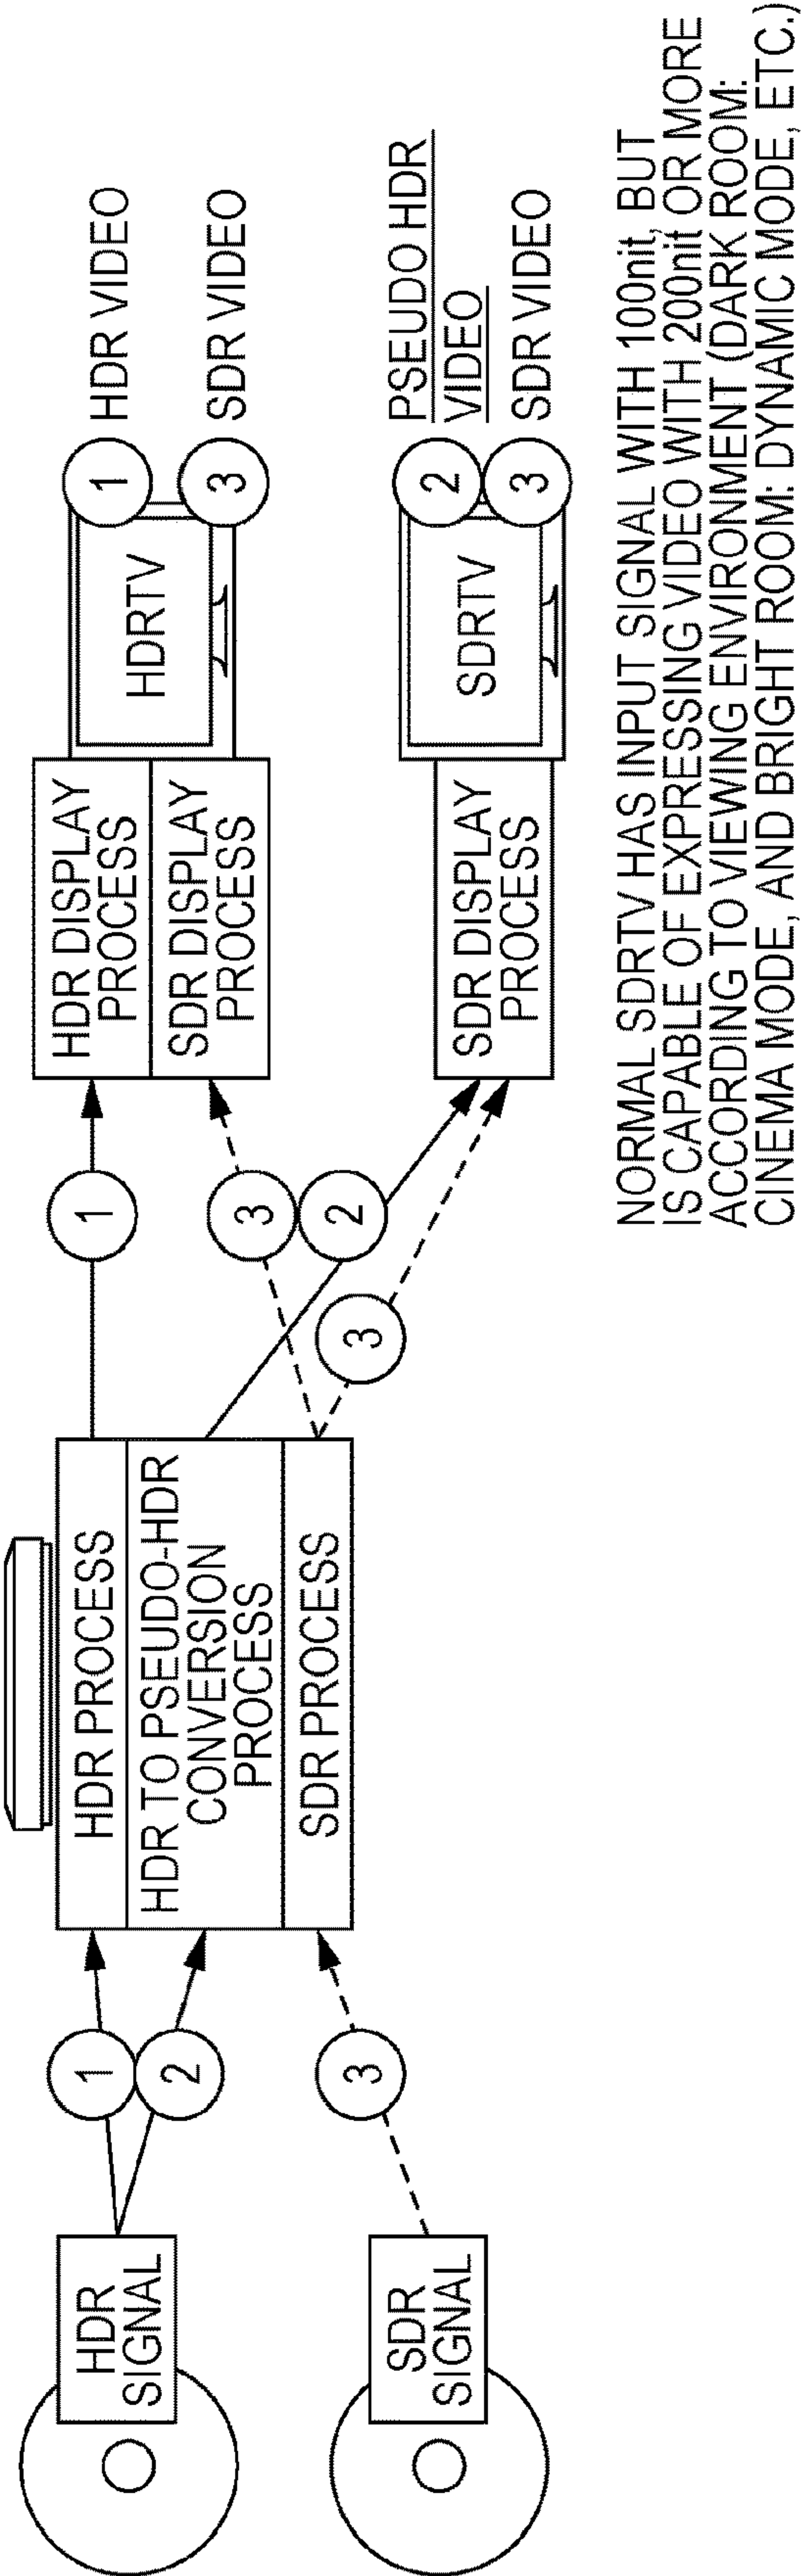 HDR
SIGNAL
SDR
SIGNAL
1
2
3
HDR PROCESS
HDR TO PSEUDO-HDR
CONVERSION
PROCESS
SDR PROCESS
1
3
2
3
HDR DISPLAY
PROCESS
SDR DISPLAY
PROCESS
SDR DISPLAY
PROCESS
HDRTV
SDRTV
1
3
2
3
HDR VIDEO
SDR VIDEO
PSEUDO HDR
VIDEO
SDR VIDEO
NORMAL SDRTV HAS INPUT SIGNAL WITH 100nit, BUT
IS CAPABLE OF EXPRESSING VIDEO WITH 200nit OR MORE
ACCORDING TO VIEWING ENVIRONMENT (DARK ROOM:
CINEMA MODE, AND BRIGHT ROOM: DYNAMIC MODE, ETC.)